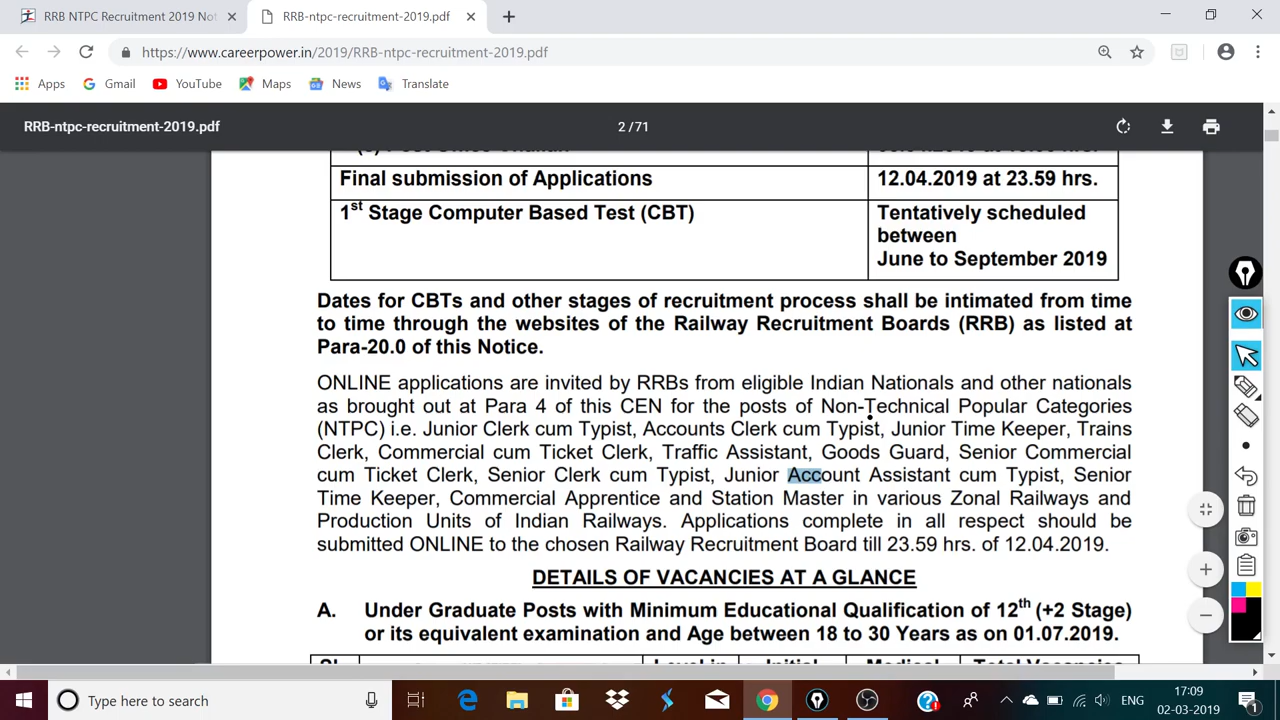 RRB NTPC Recruitment 2019 Not
RRB-ntpc-recruitment-2019.pdf
https://www.careerpower.in/2019/RRB-ntpc-recruitment-2019.pdf
Apps Gmail YouTube Maps News Translate
RRB-ntpc-recruitment-2019.pdf 2 / 71
Final submission of Applications 12.04.2019 at 23.59 hrs.
1st Stage Computer Based Test (CBT) Tentatively scheduled
between
June to September 2019
Dates for CBTs and other stages of recruitment process shall be intimated from time
to time through the websites of the Railway Recruitment Boards (RRB) as listed at
Para-20.0 of this Notice.
ONLINE applications are invited by RRBs from eligible Indian Nationals and other nationals
as brought out at Para 4 of this CEN for the posts of Non-Technical Popular Categories
(NTPC) i.e. Junior Clerk cum Typist, Accounts Clerk cum Typist, Junior Time Keeper, Trains
Clerk, Commercial cum Ticket Clerk, Traffic Assistant, Goods Guard, Senior Commercial
cum Ticket Clerk, Senior Clerk cum Typist, Junior Account Assistant cum Typist, Senior
Time Keeper, Commercial Apprentice and Station Master in various Zonal Railways and
Production Units of Indian Railways. Applications complete in all respect should be
submitted ONLINE to the chosen Railway Recruitment Board till 23.59 hrs. of 12.04.2019.
DETAILS OF VACANCIES AT A GLANCE
A. Under Graduate Posts with Minimum Educational Qualification of 12th (+2 Stage)
or its equivalent examination and Age between 18 to 30 Years as on 01.07.2019.
Level in Initial Medical Total Vacancies
Type here to search
ENG
17:09
02-03-2019